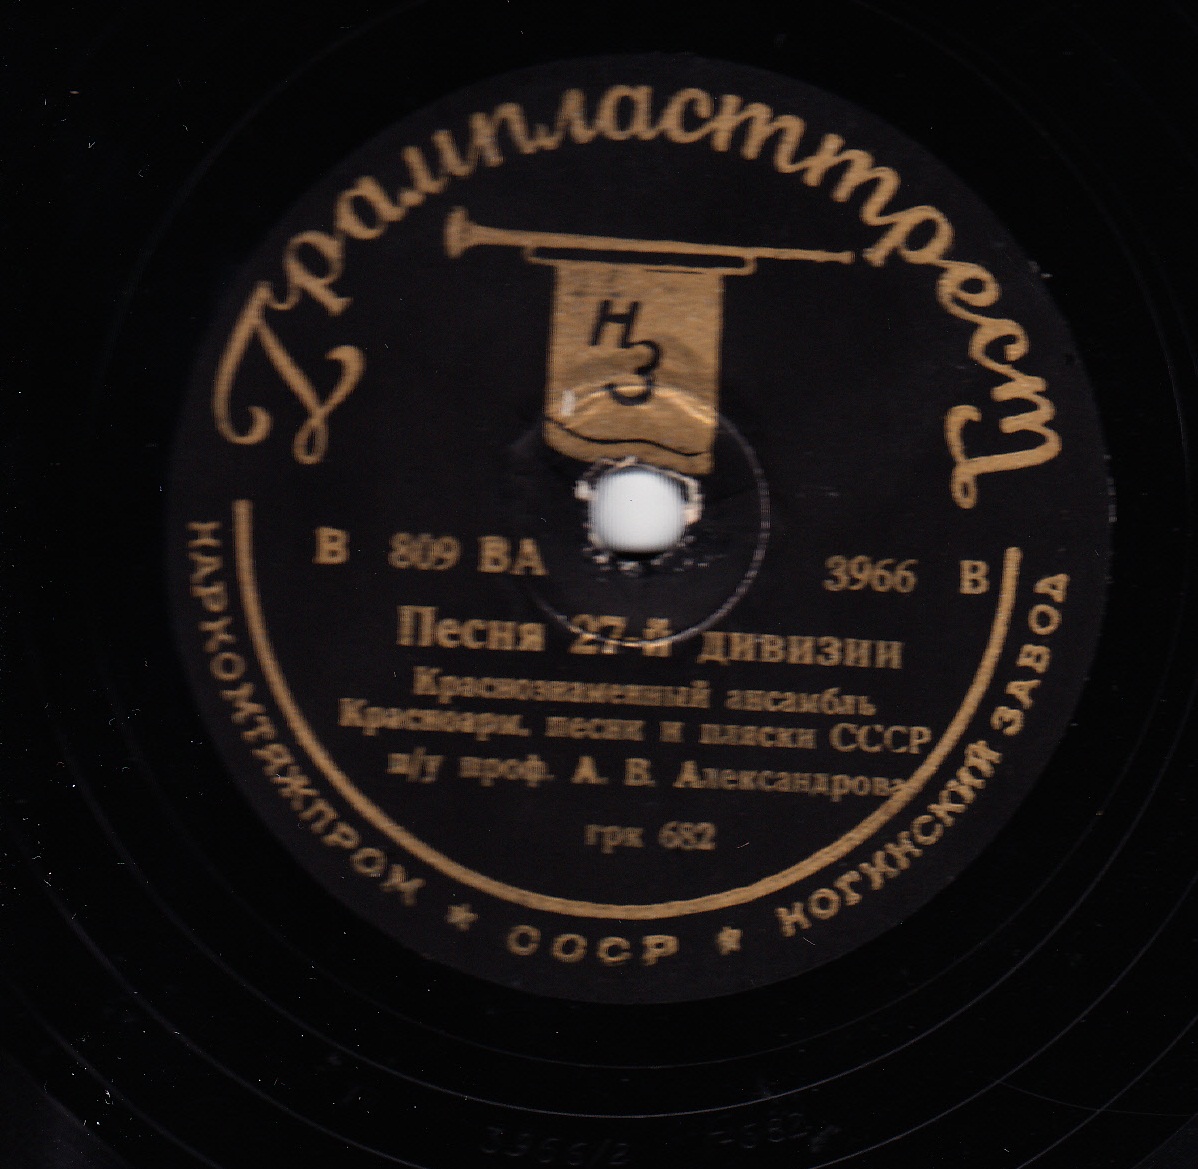 Грампласттрест
НЗ
В 809 ВА 3966 В
Песня 27-й дивизии
Краснознаменный ансамбль
Красноарм. песни и пляски СССР
п/у проф. А. В. Александрова
грк 682
НАРКОМТЯЖПРОМ ★ СССР ★ НОГИНСКИЙ ЗАВОД